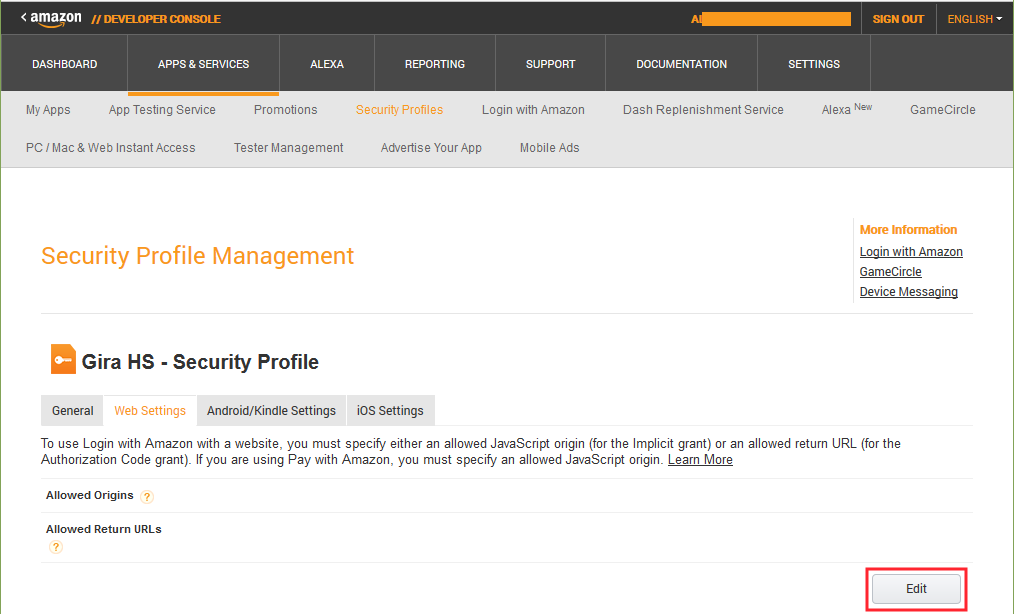 amazon // DEVELOPER CONSOLE SIGN OUT ENGLISH
DASHBOARD APPS & SERVICES ALEXA REPORTING SUPPORT DOCUMENTATION SETTINGS
My Apps App Testing Service Promotions Security Profiles Login with Amazon Dash Replenishment Service Alexa New GameCircle
PC / Mac & Web Instant Access Tester Management Advertise Your App Mobile Ads
More Information
Security Profile Management
Login with Amazon
GameCircle
Device Messaging
Gira HS - Security Profile
General Web Settings Android/Kindle Settings iOS Settings
To use Login with Amazon with a website, you must specify either an allowed JavaScript origin (for the Implicit grant) or an allowed return URL (for the
Authorization Code grant). If you are using Pay with Amazon, you must specify an allowed JavaScript origin. Learn More
Allowed Origins ?
Allowed Return URLs
?
Edit